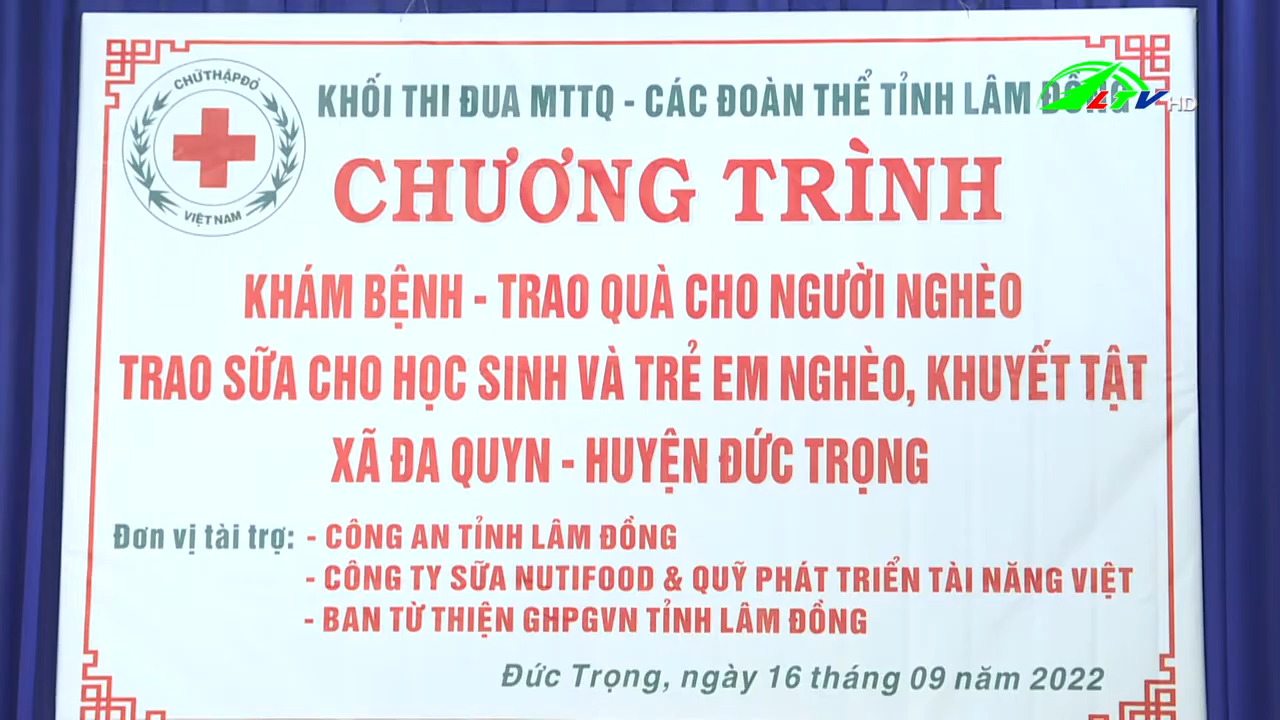 CHỮ THẬP ĐỎ
VIỆT NAM
KHỐI THI ĐUA MTTQ - CÁC ĐOÀN THỂ TỈNH LÂM ĐỒNG
LTV HD
CHƯƠNG TRÌNH
KHÁM BỆNH - TRAO QUÀ CHO NGƯỜI NGHÈO
TRAO SỮA CHO HỌC SINH VÀ TRẺ EM NGHÈO, KHUYẾT TẬT
XÃ ĐA QUYN - HUYỆN ĐỨC TRỌNG
Đơn vị tài trợ: - CÔNG AN TỈNH LÂM ĐỒNG
- CÔNG TY SỮA NUTIFOOD & QUỸ PHÁT TRIỂN TÀI NĂNG VIỆT
- BAN TỪ THIỆN GHPGVN TỈNH LÂM ĐỒNG
Đức Trọng, ngày 16 tháng 09 năm 2022